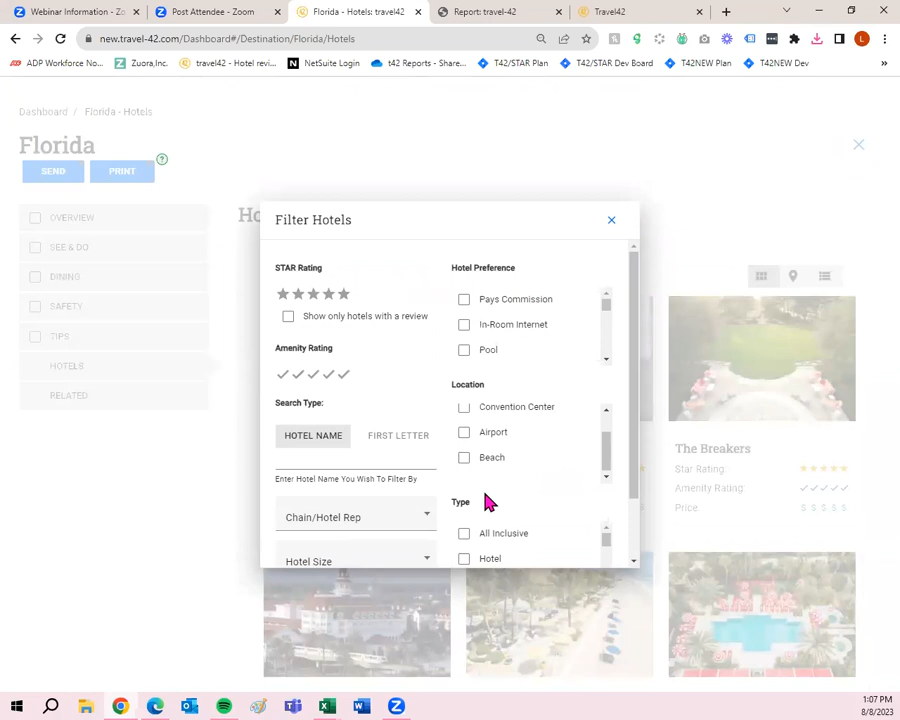 Webinar Information - Zo
Post Attendee - Zoom
Florida - Hotels: travel42
Report: travel-42
Travel42
new.travel-42.com/Dashboard#/Destination/Florida/Hotels
ADP Workforce No...
Zuora,Inc.
travel42 - Hotel revi...
NetSuite Login
t42 Reports - Share...
T42/STAR Plan
T42/STAR Dev Board
T42NEW Plan
T42NEW Dev
Dashboard / Florida - Hotels
Florida
SEND
PRINT
OVERVIEW
SEE & DO
DINING
SAFETY
TIPS
HOTELS
RELATED
Ho
Filter Hotels
STAR Rating
Show only hotels with a review
Amenity Rating
Search Type:
HOTEL NAME
FIRST LETTER
Enter Hotel Name You Wish To Filter By
Chain/Hotel Rep
Hotel Size
Hotel Preference
Pays Commission
In-Room Internet
Pool
Location
Convention Center
Airport
Beach
Type
All Inclusive
Hotel
The Breakers
Star Rating:
Amenity Rating:
Price: $ $ $ $ $
1:07 PM
8/8/2023